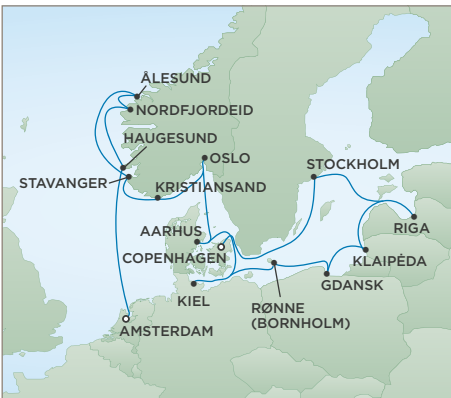 ÅLESUND
NORDFJORDEID
HAUGESUND
OSLO
STOCKHOLM
STAVANGER
KRISTIANSAND
RIGA
AARHUS
COPENHAGEN
KLAIPĖDA
GDANSK
KIEL
RØNNE
(BORNHOLM)
AMSTERDAM